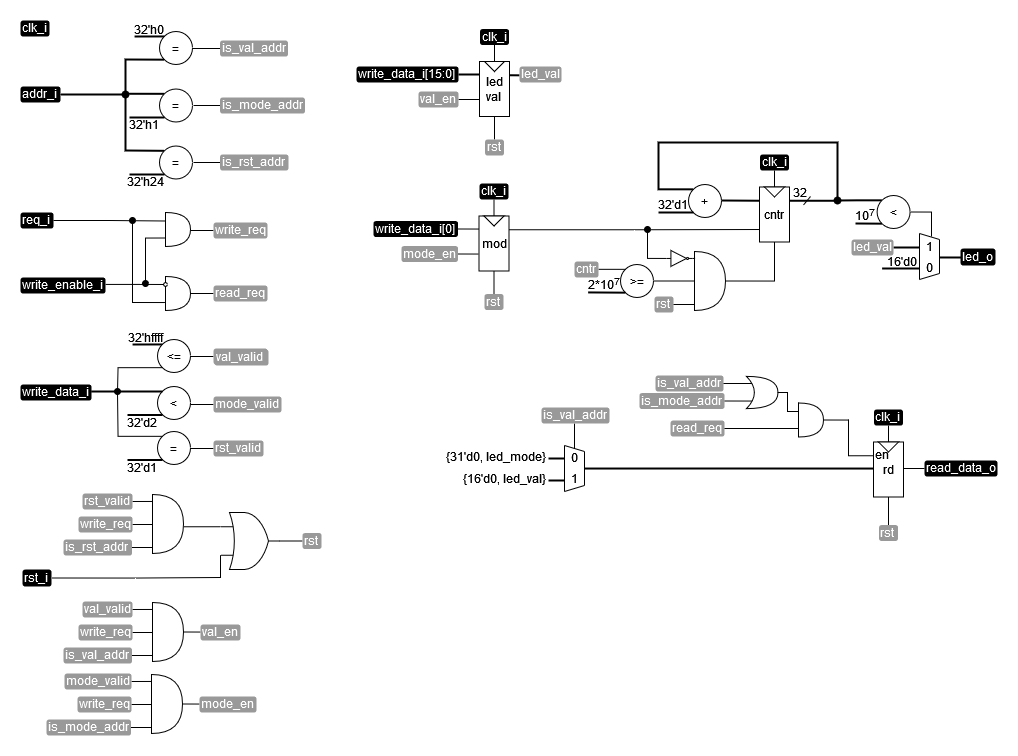 clk_i
32'h0
=
is_val_addr
addr_i
=
is_mode_addr
32'h1
=
is_rst_addr
32'h24
req_i
write_req
write_enable_i
read_req
32'hffff
<=
val_valid
write_data_i
<
mode_valid
32'd2
=
rst_valid
32'd1
rst_valid
write_req
is_rst_addr
rst
rst_i
val_valid
write_req
is_val_addr
val_en
mode_valid
write_req
is_mode_addr
mode_en
clk_i
write_data_i[15:0]
led
val
led_val
val_en
rst
clk_i
write_data_i[0]
mod
mode_en
rst
clk_i
32'd1
+
cntr
32
10⁷
<
led_val
1
16'd0
0
led_o
cntr
2*10⁷
>=
rst
is_val_addr
is_mode_addr
read_req
is_val_addr
{31'd0, led_mode}
0
{16'd0, led_val}
1
clk_i
en
rd
read_data_o
rst